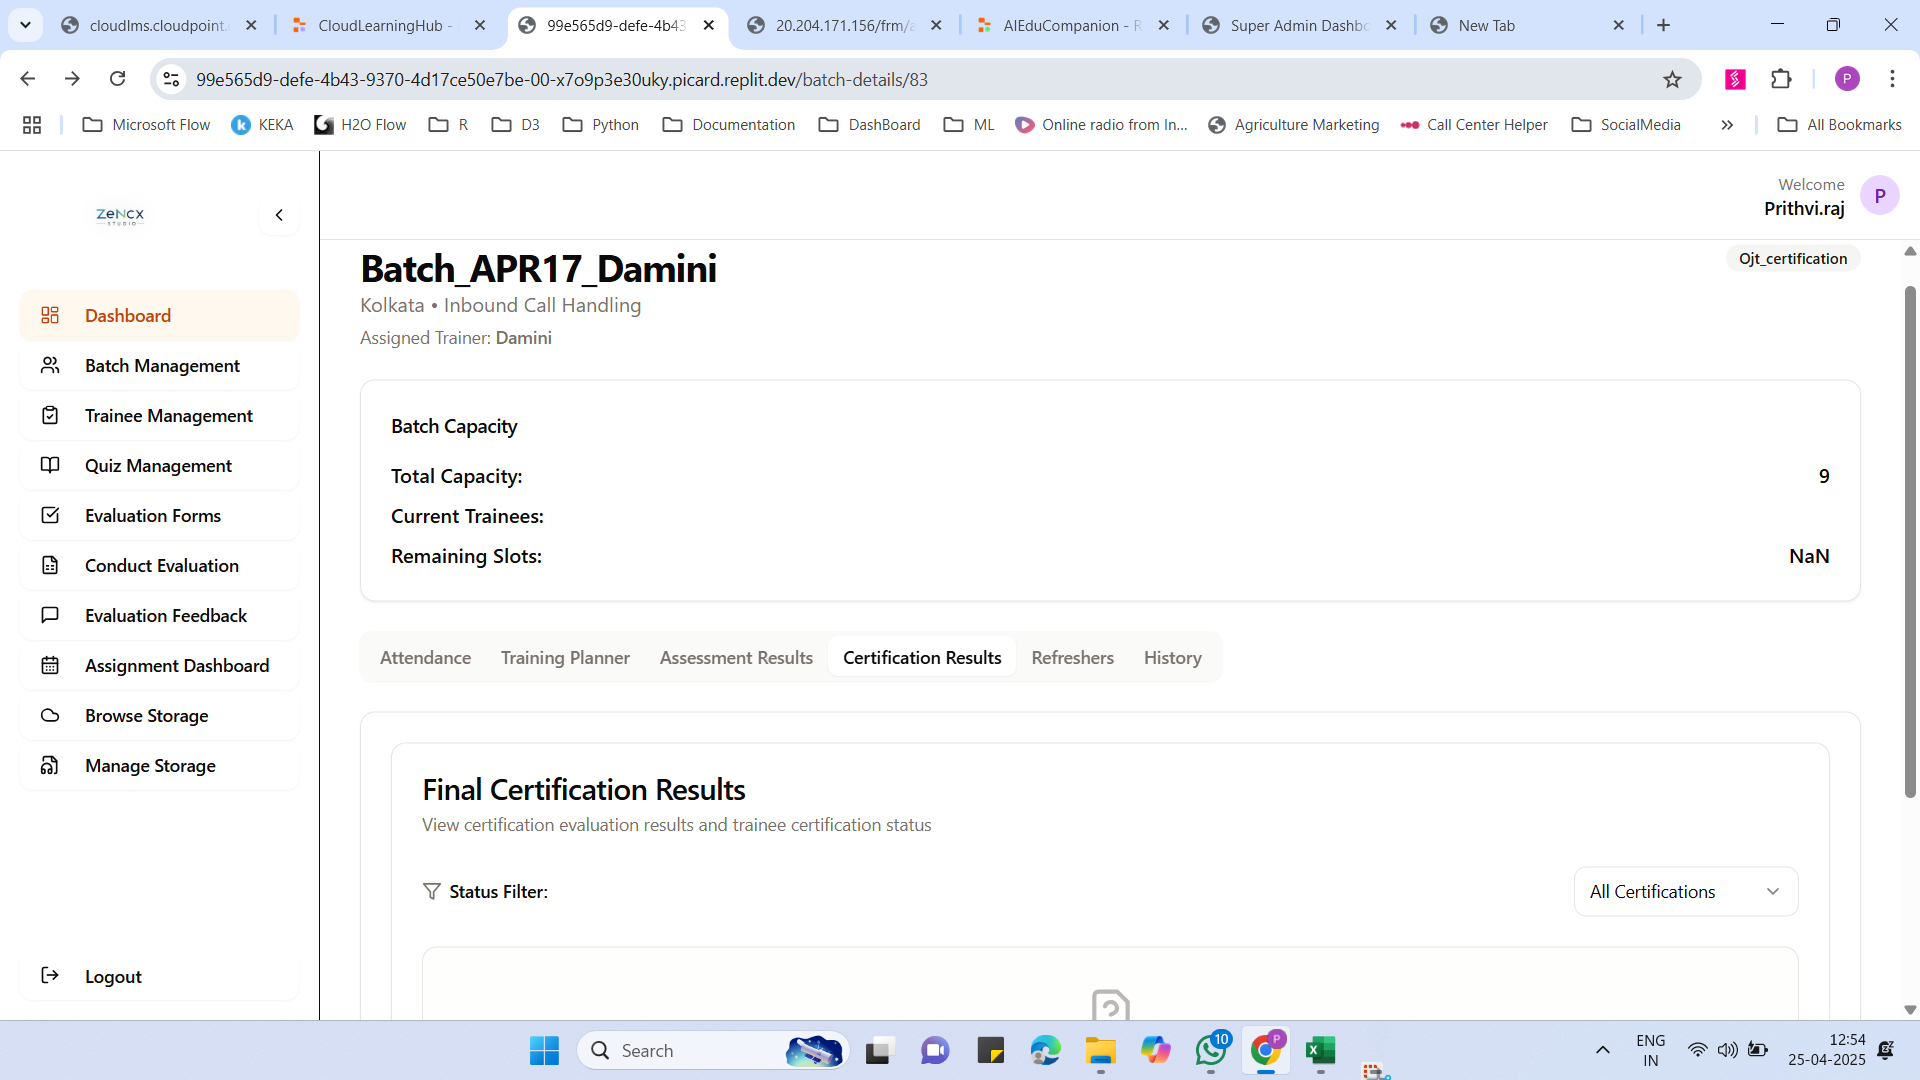 cloudlms.cloudpoint.
CloudLearningHub -
99e565d9-defe-4b43
20.204.171.156/frm/a
AIEduCompanion - R
Super Admin Dashbo
New Tab
99e565d9-defe-4b43-9370-4d17ce50e7be-00-x7o9p3e30uky.picard.replit.dev/batch-details/83
P
Microsoft Flow
KEKA
H2O Flow
R
D3
Python
Documentation
DashBoard
ML
Online radio from In...
Agriculture Marketing
Call Center Helper
SocialMedia
All Bookmarks
ZeNCX
STUDIO
Welcome
Prithvi.raj
P
Dashboard
Batch Management
Trainee Management
Quiz Management
Evaluation Forms
Conduct Evaluation
Evaluation Feedback
Assignment Dashboard
Browse Storage
Manage Storage
Logout
Batch_APR17_Damini
Ojt_certification
Kolkata • Inbound Call Handling
Assigned Trainer: Damini
Batch Capacity
Total Capacity: 9
Current Trainees:
Remaining Slots: NaN
Attendance
Training Planner
Assessment Results
Certification Results
Refreshers
History
Final Certification Results
View certification evaluation results and trainee certification status
Status Filter:
All Certifications
Search
10
P
ENG
IN
12:54
25-04-2025